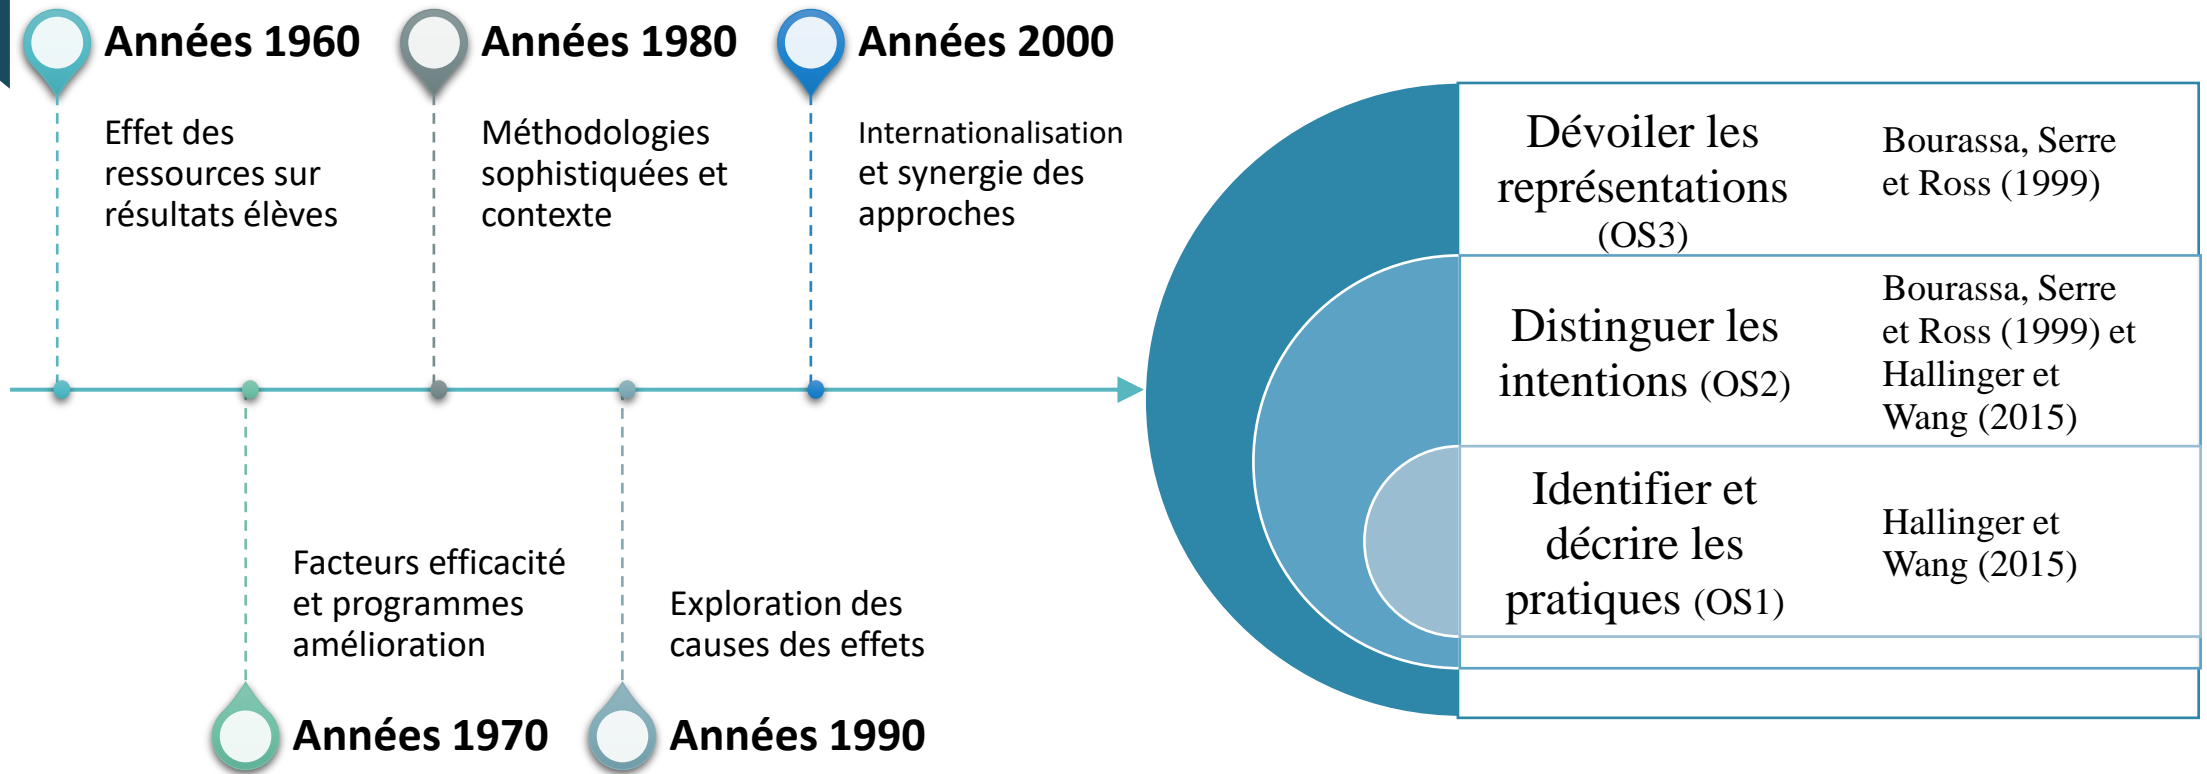 Années 1960
Effet des
ressources sur
résultats élèves
Années 1970
Facteurs efficacité
et programmes
amélioration
Années 1980
Méthodologies
sophistiquées et
contexte
Années 1990
Exploration des
causes des effets
Années 2000
Internationalisation
et synergie des
approches
Dévoiler les
représentations
(OS3)
Bourassa, Serre
et Ross (1999)
Distinguer les
intentions (OS2)
Bourassa, Serre
et Ross (1999) et
Hallinger et
Wang (2015)
Identifier et
décrire les
pratiques (OS1)
Hallinger et
Wang (2015)